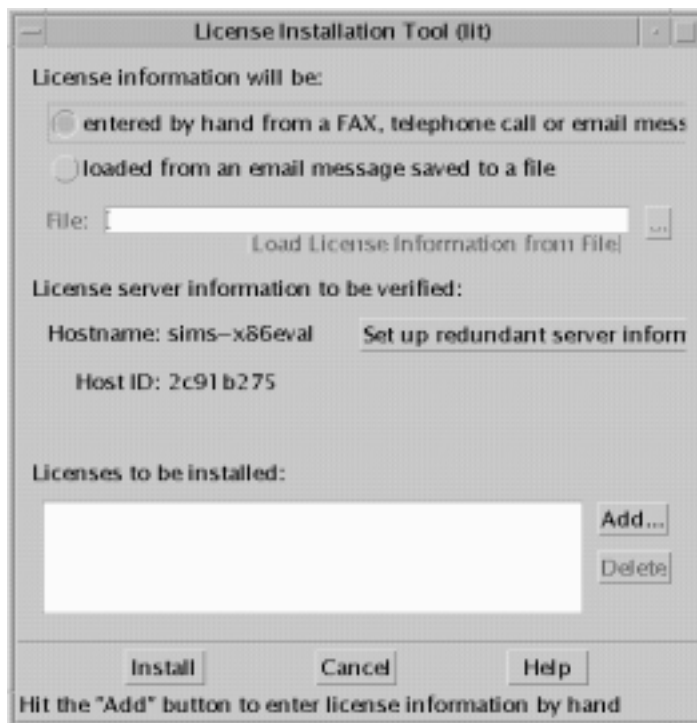 License Installation Tool (lit)
License information will be:
entered by hand from a FAX, telephone call or email mess
loaded from an email message saved to a file
File:
...
Load License Information from File
License server information to be verified:
Hostname: sims-x86eval
Set up redundant server inform
Host ID: 2c91b275
Licenses to be installed:
Add...
Delete
Install Cancel Help
Hit the "Add" button to enter license information by hand